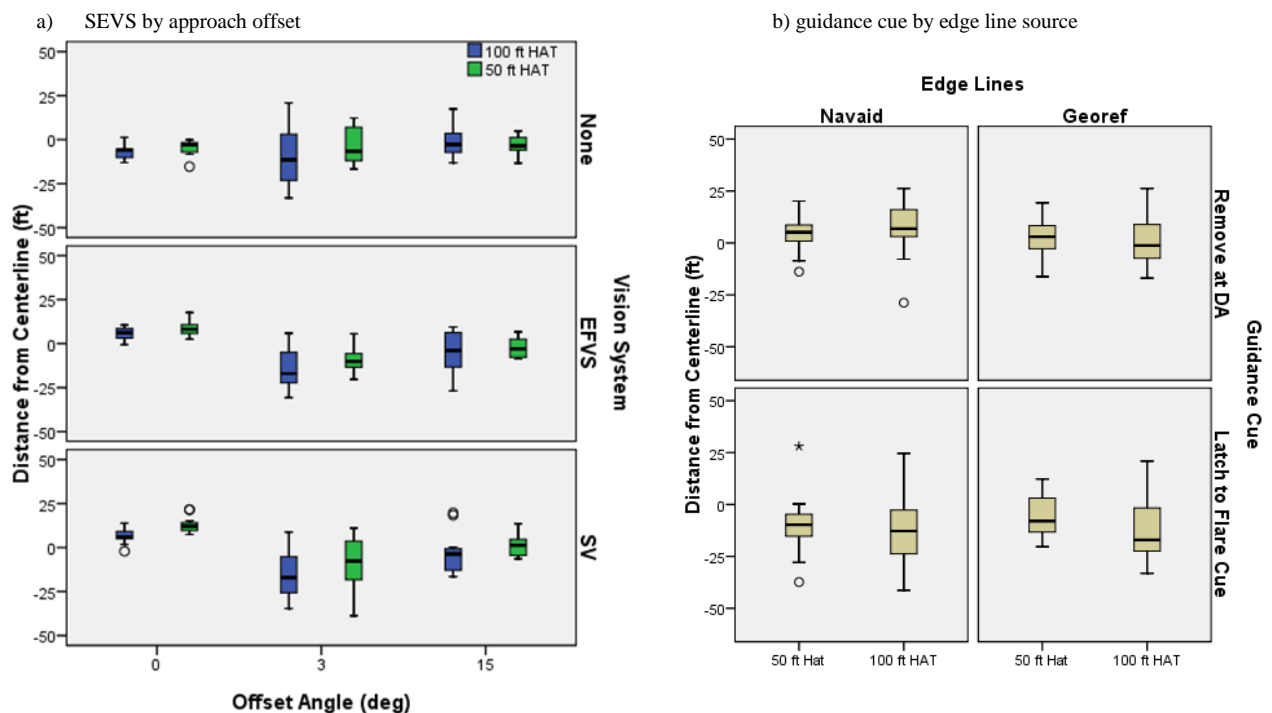 a) SEVS by approach offset
100 ft HAT
50 ft HAT
50
25
0
-25
-50
None
50
25
0
-25
-50
EFVS
50
25
0
-25
-50
SV
Distance from Centerline (ft)
Vision System
0 3 15
Offset Angle (deg)
b) guidance cue by edge line source
Edge Lines
Navaid Georef
50
25
0
-25
-50
Remove at DA
50
25
0
-25
-50
Latch to Flare Cue
Distance from Centerline (ft)
Guidance Cue
50 ft Hat 100 ft HAT 50 ft Hat 100 ft HAT